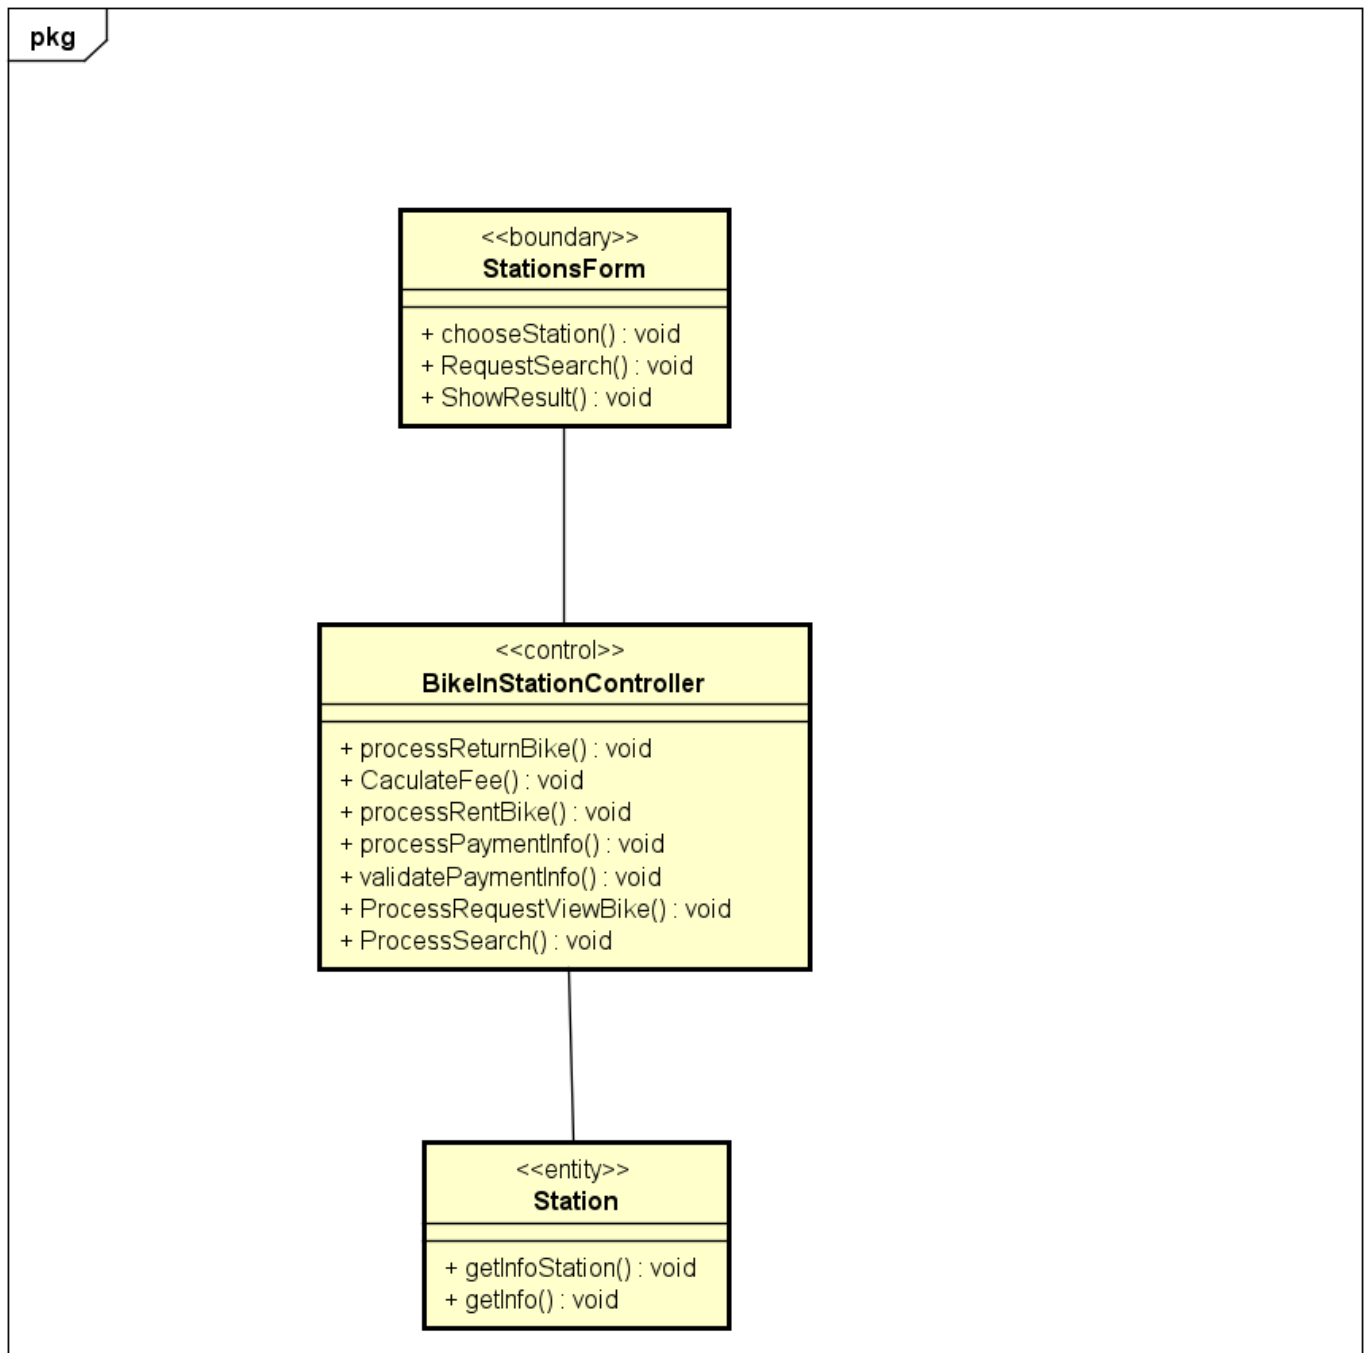 pkg
<<boundary>>
StationsForm
+ chooseStation() : void
+ RequestSearch() : void
+ ShowResult() : void
<<control>>
BikeInStationController
+ processReturnBike() : void
+ CaculateFee() : void
+ processRentBike() : void
+ processPaymentInfo() : void
+ validatePaymentInfo() : void
+ ProcessRequestViewBike() : void
+ ProcessSearch() : void
<<entity>>
Station
+ getInfoStation() : void
+ getInfo() : void